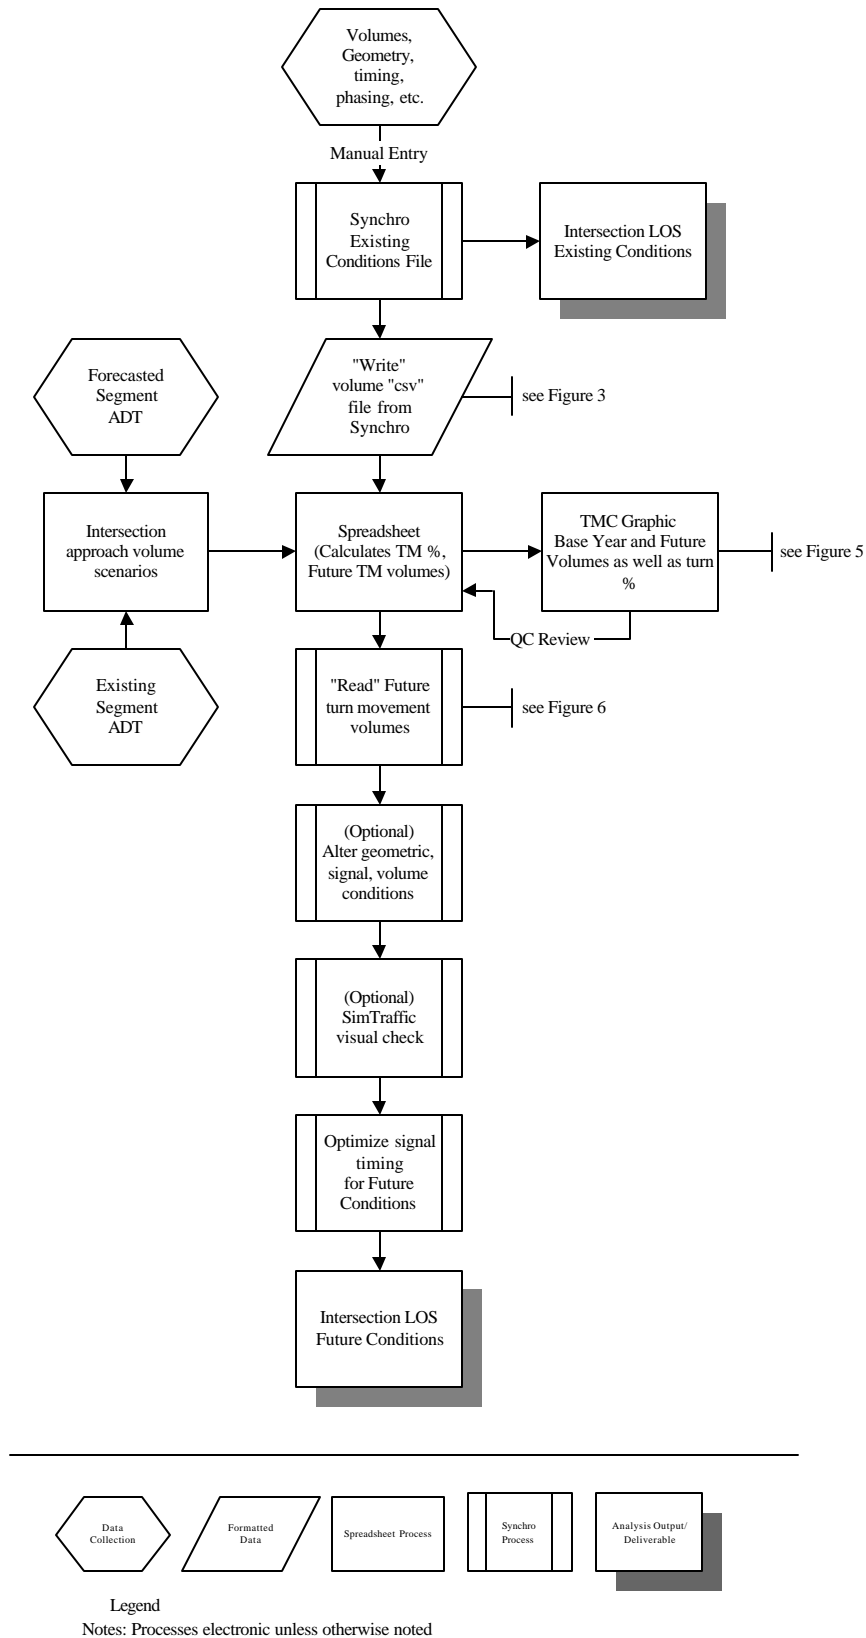 Volumes,
Geometry,
timing,
phasing, etc.
Manual Entry
Synchro
Existing
Conditions File
Intersection LOS
Existing Conditions
"Write"
volume "csv"
file from
Synchro
see Figure 3
Forecasted
Segment
ADT
Intersection
approach volume
scenarios
Spreadsheet
(Calculates TM %,
Future TM volumes)
TMC Graphic
Base Year and Future
Volumes as well as turn
%
see Figure 5
QC Review
Existing
Segment
ADT
"Read" Future
turn movement
volumes
see Figure 6
(Optional)
Alter geometric,
signal, volume
conditions
(Optional)
SimTraffic
visual check
Optimize signal
timing
for Future
Conditions
Intersection LOS
Future Conditions
Data
Collection
Formatted
Data
Spreadsheet Process
Synchro
Process
Analysis Output/
Deliverable
Legend
Notes: Processes electronic unless otherwise noted